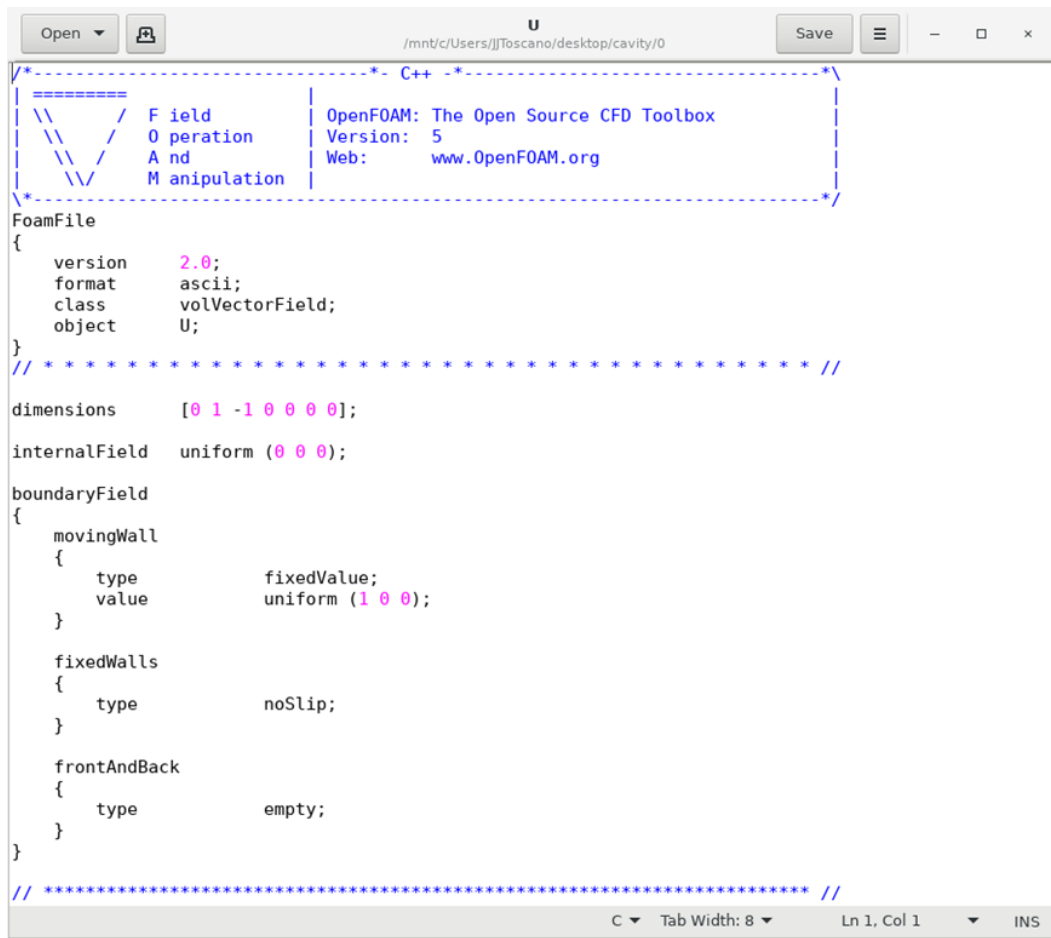 Open U Save
/mnt/c/Users/JJToscano/desktop/cavity/0
/*--------------------------------*- C++ -*----------------------------------*\
| =========                 |                                                 |
| \\      /  F ield         | OpenFOAM: The Open Source CFD Toolbox           |
|  \\    /   O peration     | Version:  5                                     |
|   \\  /    A nd           | Web:      www.OpenFOAM.org                      |
|    \\/     M anipulation  |                                                 |
\*---------------------------------------------------------------------------*/
FoamFile
{
    version     2.0;
    format      ascii;
    class       volVectorField;
    object      U;
}
// * * * * * * * * * * * * * * * * * * * * * * * * * * * * * * * * * * * * * //
dimensions      [0 1 -1 0 0 0 0];
internalField   uniform (0 0 0);
boundaryField
{
    movingWall
    {
        type            fixedValue;
        value           uniform (1 0 0);
    }
    fixedWalls
    {
        type            noSlip;
    }
    frontAndBack
    {
        type            empty;
    }
}
// ************************************************************************* //
C Tab Width: 8 Ln 1, Col 1 INS